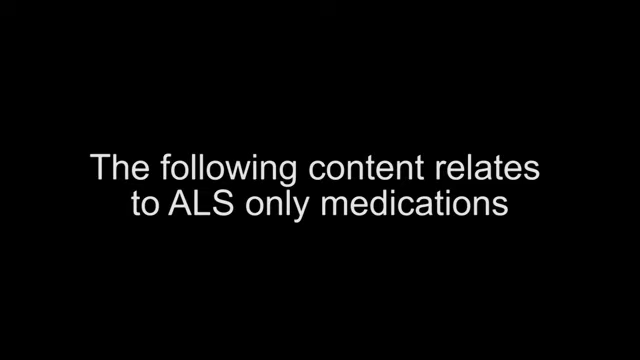 The following content relates
to ALS only medications